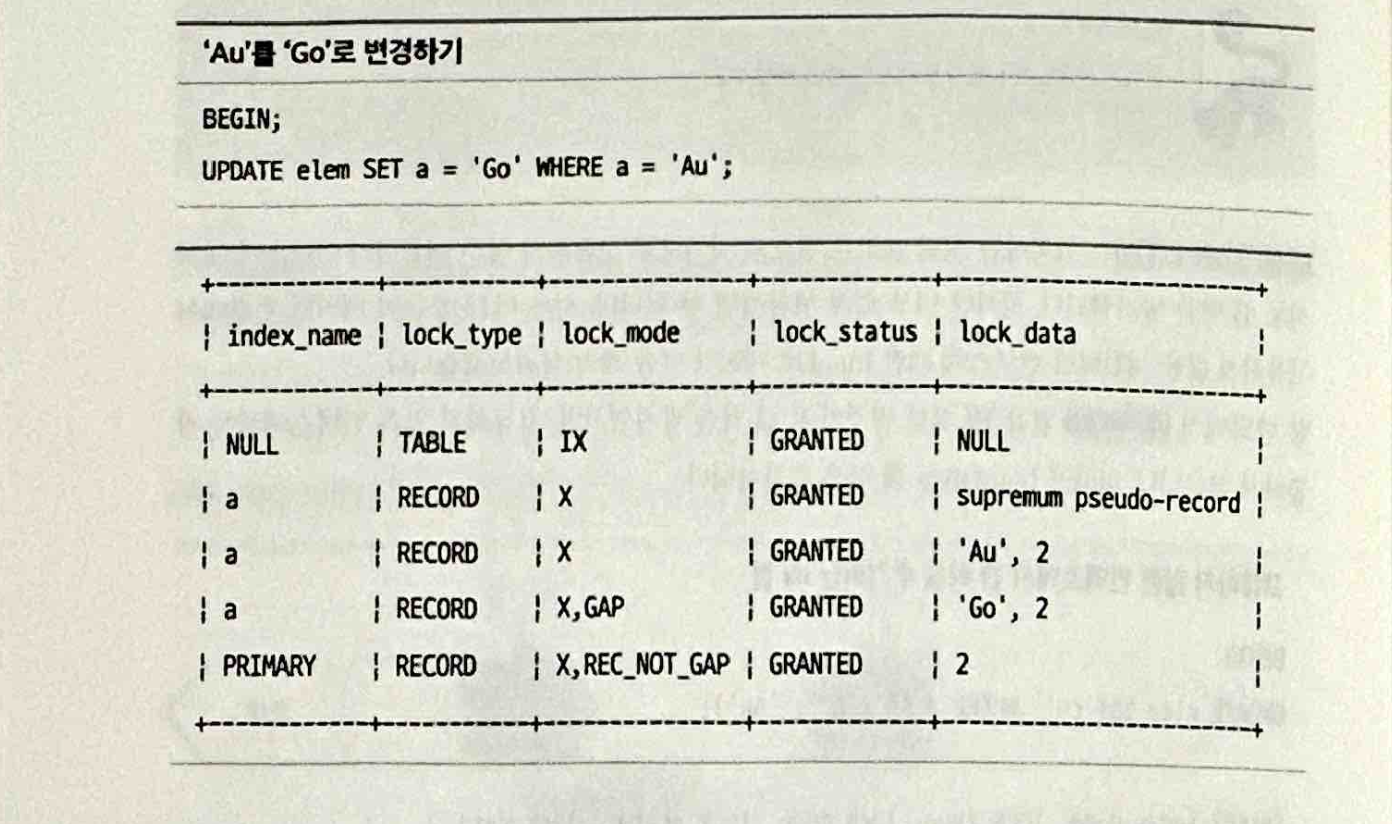 ‘Au’를 ‘Go’로 변경하기
BEGIN;
UPDATE elem SET a = 'Go' WHERE a = 'Au';
+------------+-----------+---------------+-------------+------------------------+
¦ index_name ¦ lock_type ¦ lock_mode ¦ lock_status ¦ lock_data ¦
+------------+-----------+---------------+-------------+------------------------+
¦ NULL ¦ TABLE ¦ IX ¦ GRANTED ¦ NULL ¦
¦ a ¦ RECORD ¦ X ¦ GRANTED ¦ supremum pseudo-record ¦
¦ a ¦ RECORD ¦ X ¦ GRANTED ¦ 'Au', 2 ¦
¦ a ¦ RECORD ¦ X,GAP ¦ GRANTED ¦ 'Go', 2 ¦
¦ PRIMARY ¦ RECORD ¦ X,REC_NOT_GAP ¦ GRANTED ¦ 2 ¦
+------------+-----------+---------------+-------------+------------------------+